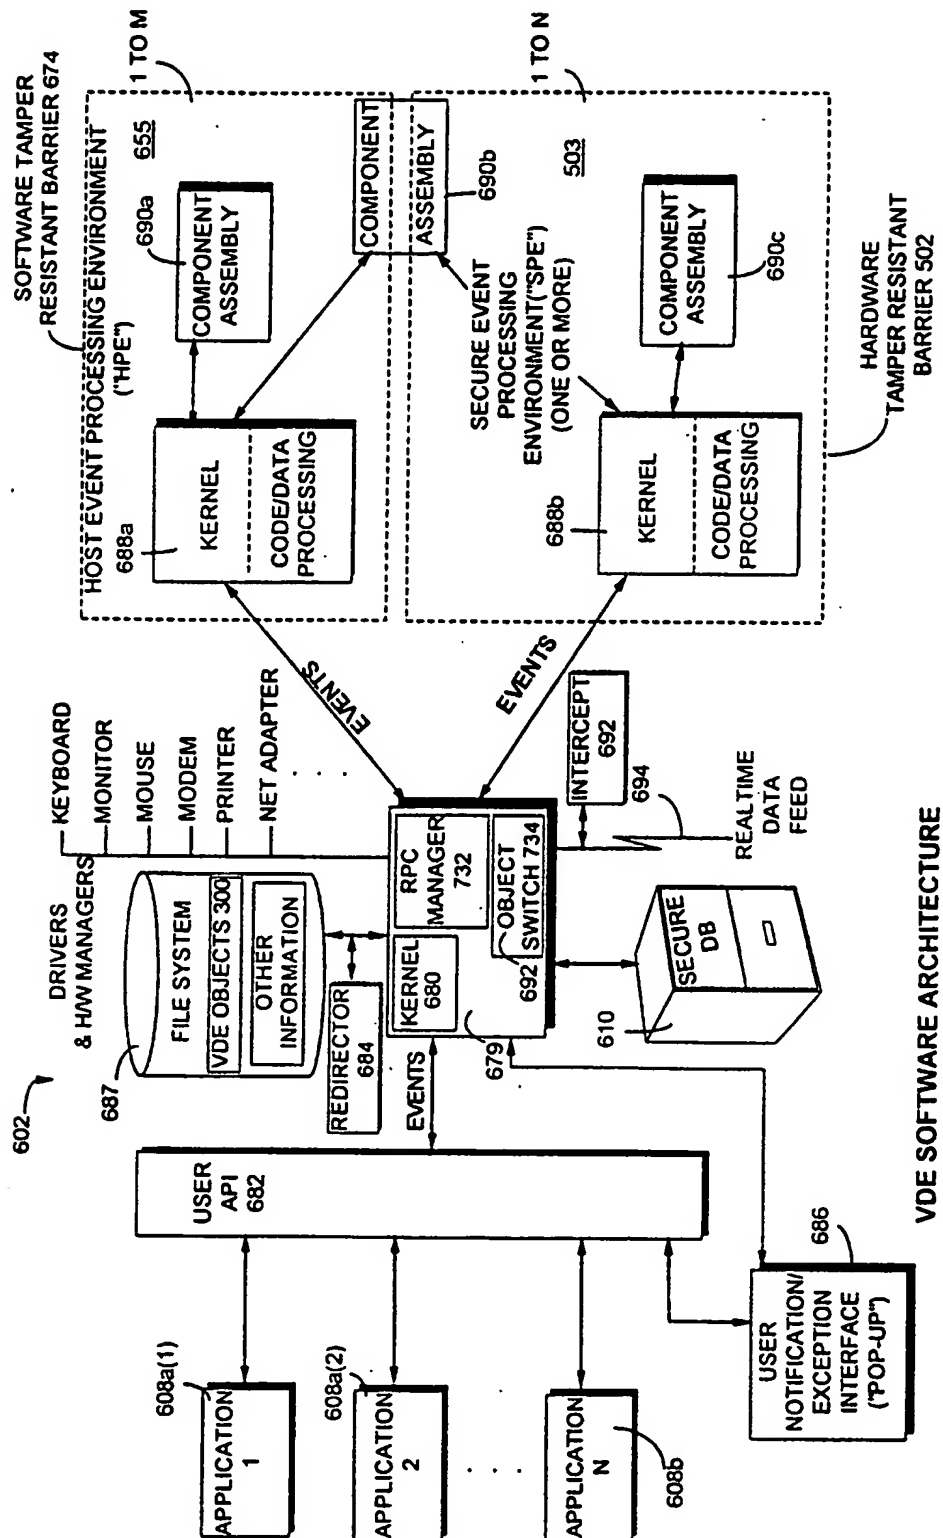 602
DRIVERS
& H/W MANAGERS
KEYBOARD
MONITOR
MOUSE
MODEM
PRINTER
NET ADAPTER
. . . .
SOFTWARE TAMPER
RESISTANT BARRIER 674
HOST EVENT PROCESSING ENVIRONMENT
("HPE")
655
1 TO M
690a
COMPONENT
ASSEMBLY
688a
KERNEL
CODE/DATA
PROCESSING
COMPONENT
ASSEMBLY
690b
SECURE EVENT
PROCESSING
ENVIRONMENT("SPE")
(ONE OR MORE)
503
1 TO N
688b
KERNEL
CODE/DATA
PROCESSING
COMPONENT
ASSEMBLY
690c
HARDWARE
TAMPER RESISTANT
BARRIER 502
EVENTS
EVENTS
687
FILE SYSTEM
VDE OBJECTS 300
OTHER
INFORMATION
REDIRECTOR
684
KERNEL
680
RPC
MANAGER
732
OBJECT
SWITCH 734
692
679
INTERCEPT
692
694
REALTIME
DATA
FEED
SECURE
DB
610
EVENTS
USER
API
682
608a(1)
APPLICATION
1
608a(2)
APPLICATION
2
. . . .
APPLICATION
N
608b
686
USER
NOTIFICATION/
EXCEPTION
INTERFACE
("POP-UP")
VDE SOFTWARE ARCHITECTURE